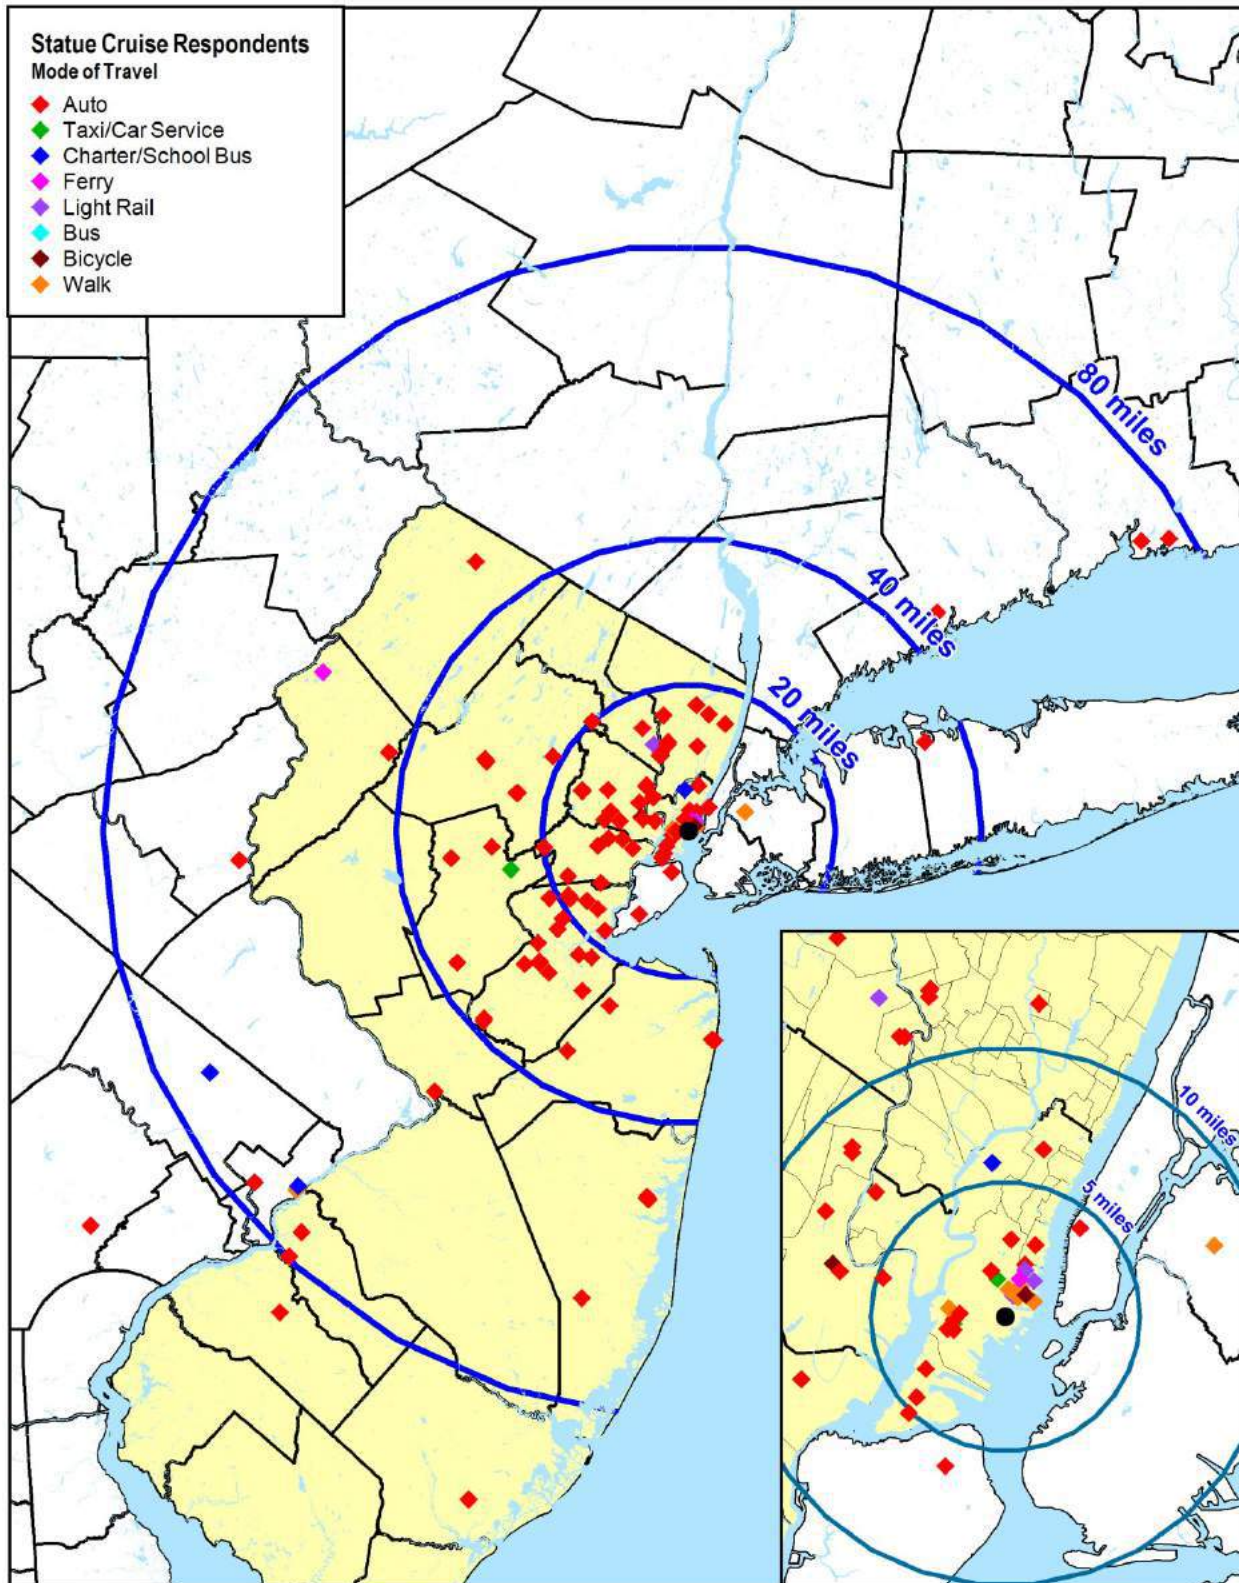 Statue Cruise Respondents
Mode of Travel
Auto
Taxi/Car Service
Charter/School Bus
Ferry
Light Rail
Bus
Bicycle
Walk
80 miles
40 miles
20 miles
10 miles
5 miles